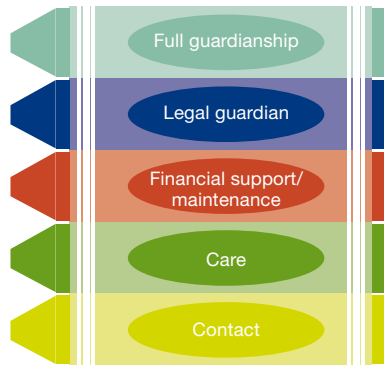 Full guardianship
Legal guardian
Financial support/
maintenance
Care
Contact